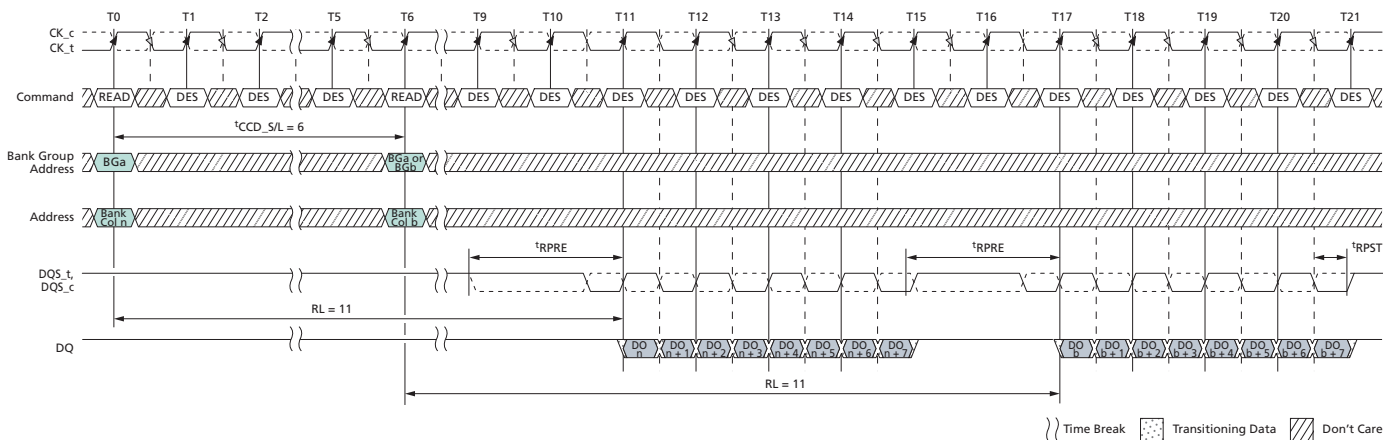 T0 T1 T2 T5 T6 T9 T10 T11 T12 T13 T14 T15 T16 T17 T18 T19 T20 T21
CK_c
CK_t
Command READ DES DES DES READ DES DES DES DES DES DES DES DES DES DES DES DES DES
tCCD_S/L = 6
Bank Group
Address
BGa
BGa or
BGb
Address
Bank
Col n
Bank
Col b
tRPRE tRPRE tRPST
DQS_t,
DQS_c
RL = 11
DQ
DO
n
DO
n + 1
DO
n + 2
DO
n + 3
DO
n + 4
DO
n + 5
DO
n + 6
DO
n + 7
DO
b
DO
b + 1
DO
b + 2
DO
b + 3
DO
b + 4
DO
b + 5
DO
b + 6
DO
b + 7
RL = 11
Time Break Transitioning Data Don't Care